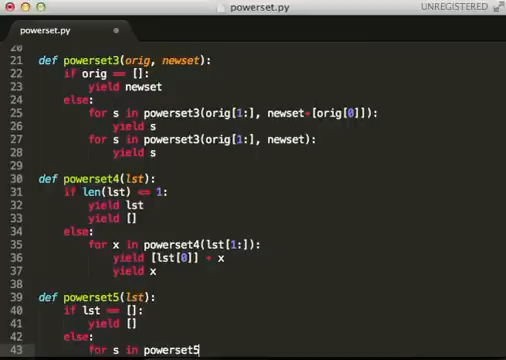 powerset.py
UNREGISTERED
powerset.py
20
21 def powerset3(orig, newset):
22     if orig == []:
23         yield newset
24     else:
25         for s in powerset3(orig[1:], newset+[orig[0]]):
26             yield s
27         for s in powerset3(orig[1:], newset):
28             yield s
29
30 def powerset4(lst):
31     if len(lst) <= 1:
32         yield lst
33         yield []
34     else:
35         for x in powerset4(lst[1:]):
36             yield [lst[0]] + x
37             yield x
38
39 def powerset5(lst):
40     if lst == []:
41         yield []
42     else:
43         for s in powerset5